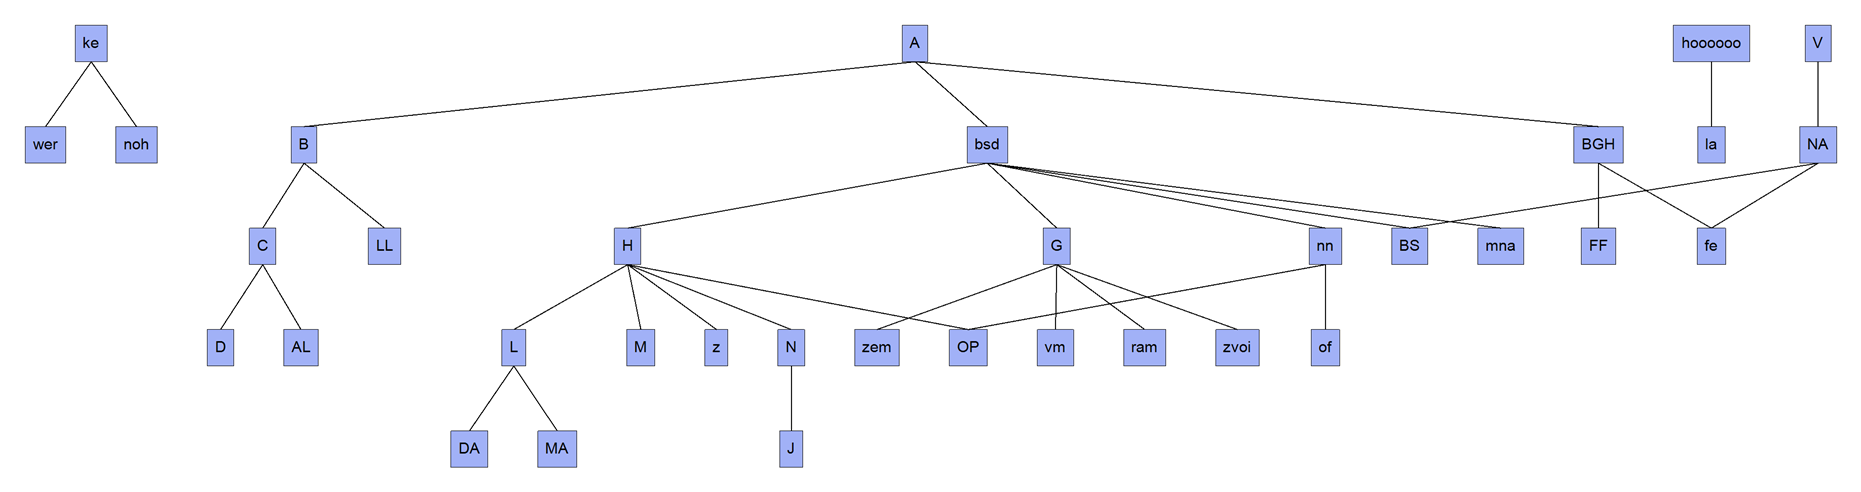 ke A hoooooo V
wer noh B bsd BGH la NA
C LL H G nn BS mna FF fe
D AL L M z N zem OP vm ram zvoi of
DA MA J